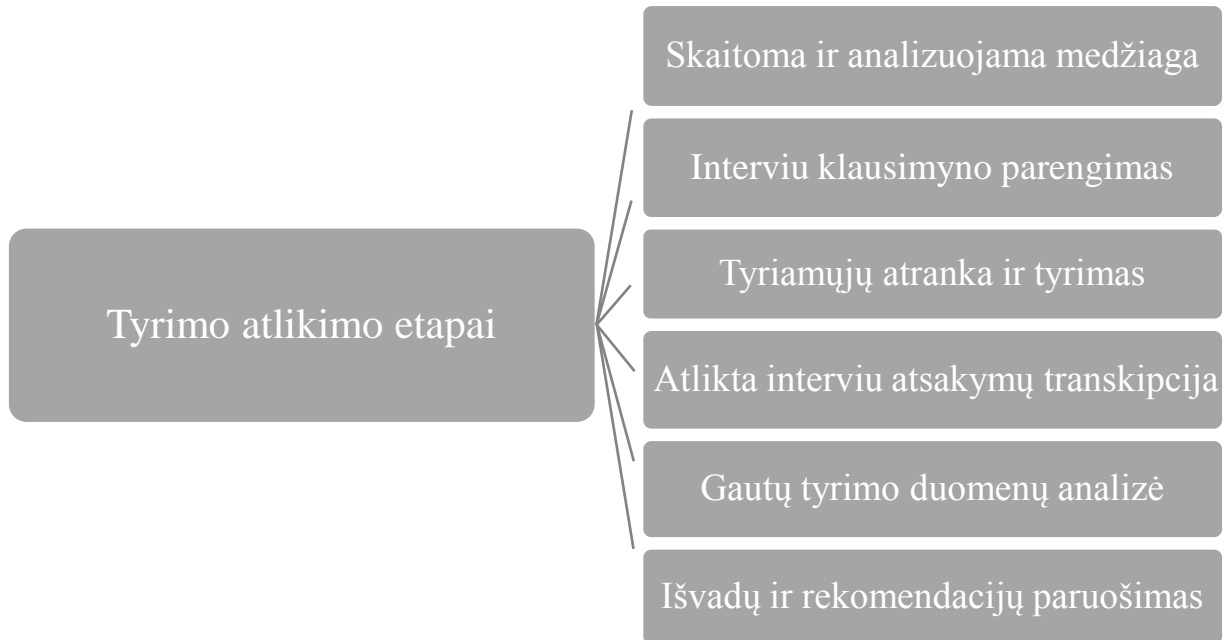 Tyrimo atlikimo etapai
Skaitoma ir analizuojama medžiaga
Interviu klausimyno parengimas
Tyriamųjų atranka ir tyrimas
Atlikta interviu atsakymų transkipcija
Gautų tyrimo duomenų analizė
Išvadų ir rekomendacijų paruošimas